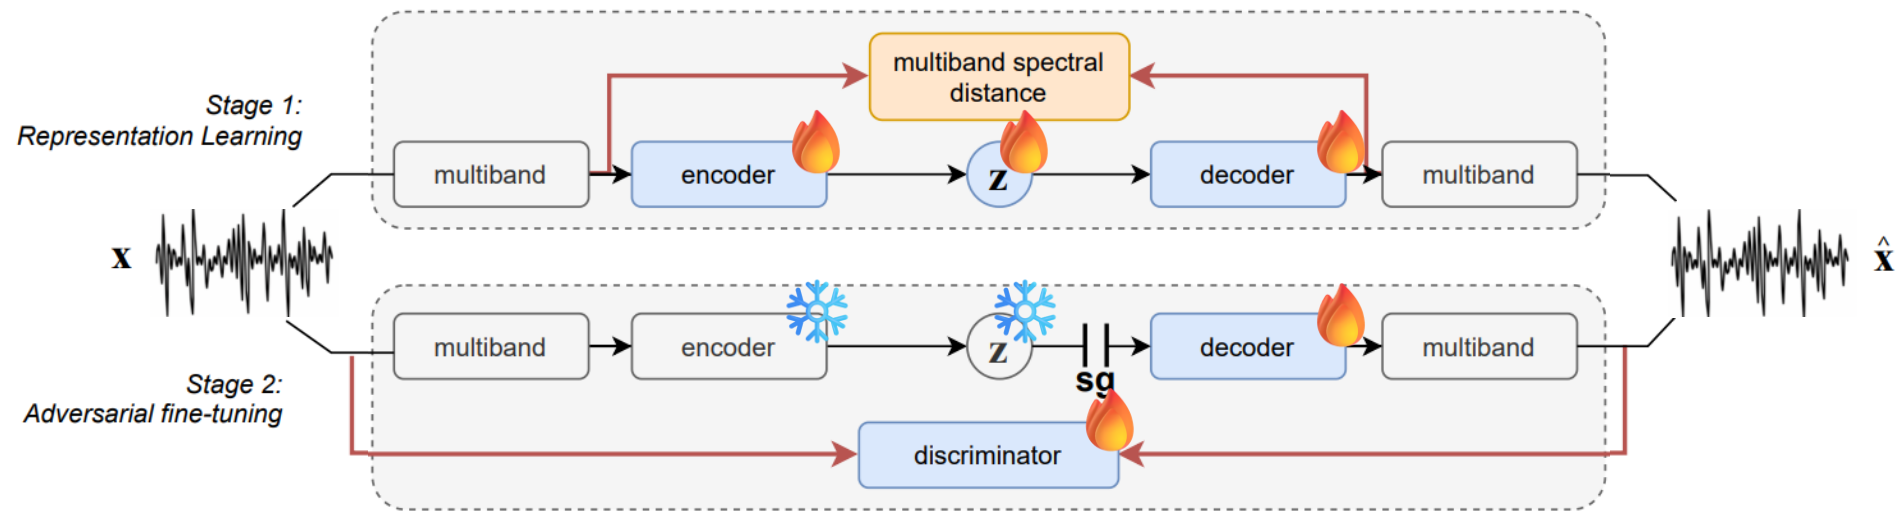 multiband spectral
distance
Stage 1:
Representation Learning
multiband
encoder
z
decoder
multiband
x
x̂
multiband
encoder
z
sg
decoder
multiband
Stage 2:
Adversarial fine-tuning
discriminator